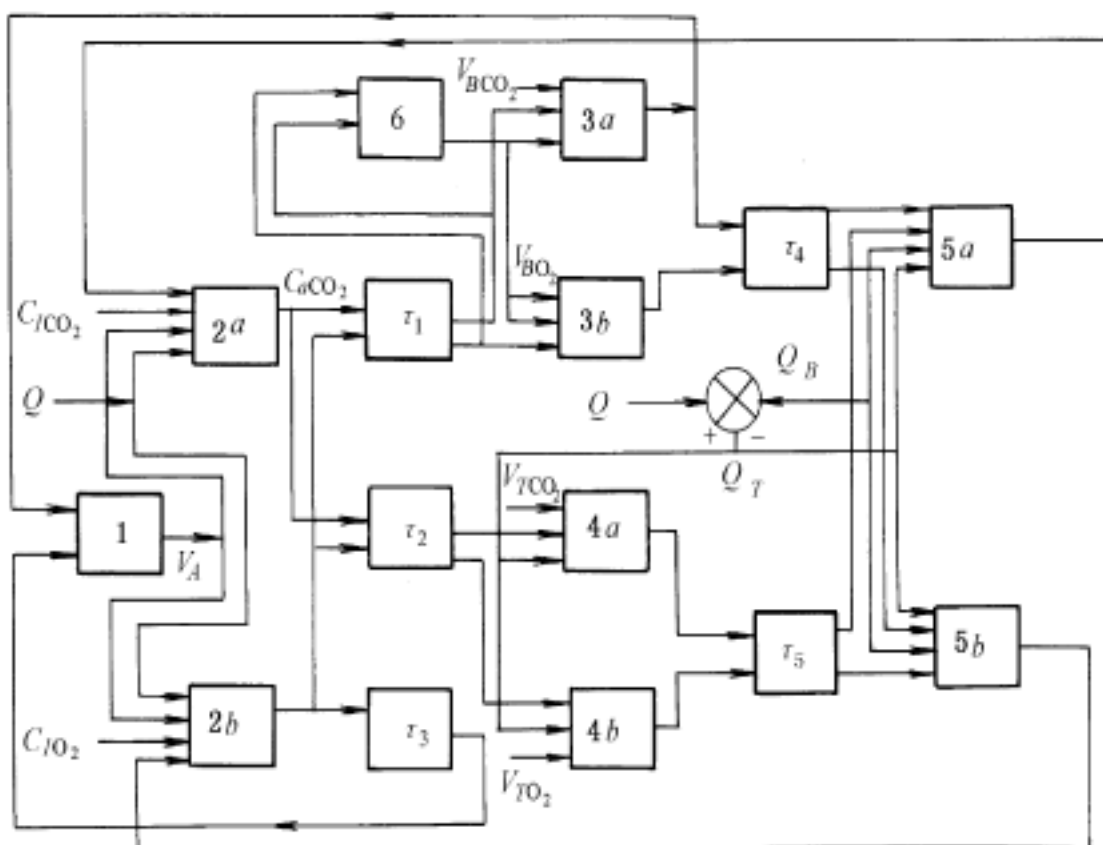 V_BCO₂
6
3a
τ₄
5a
V_BO₂
C_aCO₂
2a
τ₁
3b
C_ICO₂
Q
Q
Q_B
+
−
Q_T
1
V_A
V_TCO₂
τ₂
4a
τ₅
5b
2b
τ₃
4b
C_IO₂
V_TO₂